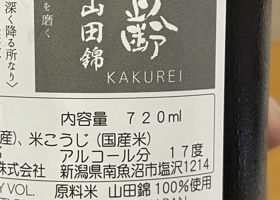 深く降る所なり
を磨く
山田錦
KAKUREI
内容量 720ml
産)、米こうじ(国産米)
アルコール分 17度
株式会社 新潟県南魚沼市塩沢1214
Y VOL. 原料米 山田錦100%使用